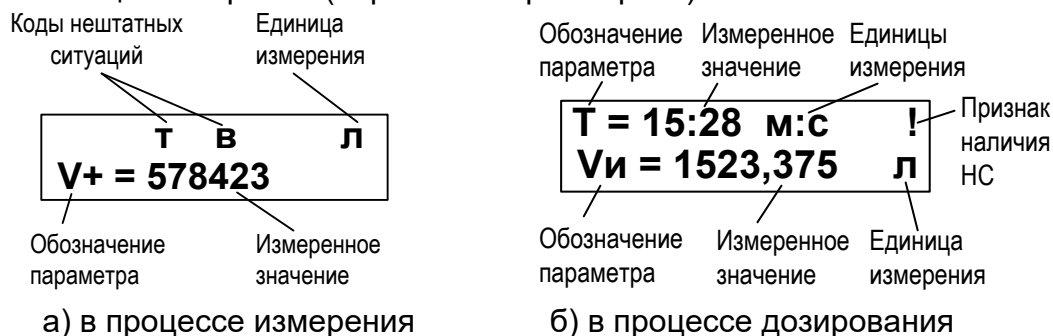 Коды нештатных
ситуаций
Единица
измерения
т в л
V+ = 578423
Обозначение
параметра
Измеренное
значение
а) в процессе измерения
Обозначение
параметра
Измеренное
значение
Единицы
измерения
Т = 15:28 м:с !
Vи = 1523,375 л
Признак
наличия
НС
Обозначение
параметра
Измеренное
значение
Единица
измерения
б) в процессе дозирования